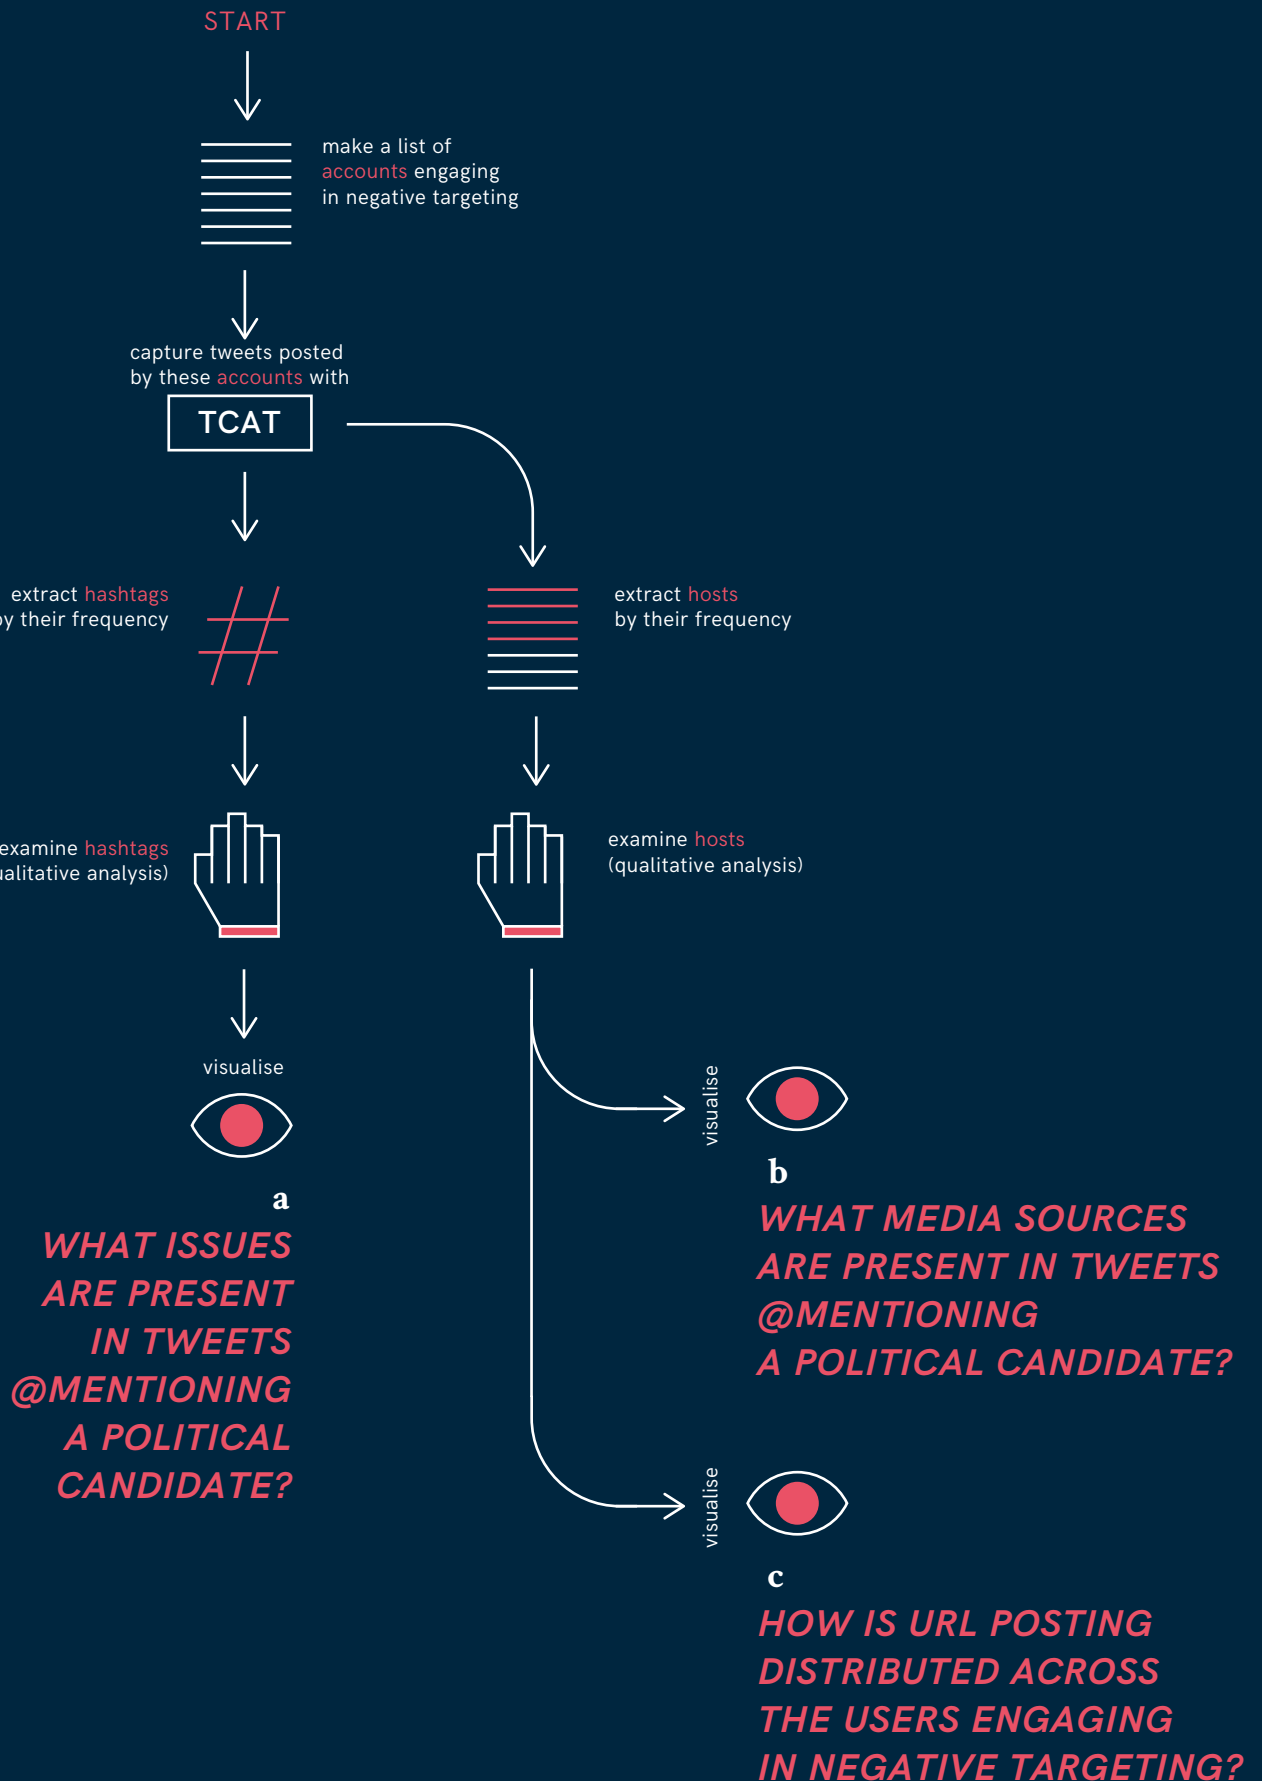 START
make a list of
accounts engaging
in negative targeting
capture tweets posted
by these accounts with
TCAT
extract hashtags
by their frequency
extract hosts
by their frequency
examine hashtags
analysis)
examine hosts
(qualitative analysis)
visualise
a
WHAT ISSUES
ARE PRESENT
IN TWEETS
@MENTIONING
A POLITICAL
CANDIDATE?
visualise
b
WHAT MEDIA SOURCES
ARE PRESENT IN TWEETS
@MENTIONING
A POLITICAL CANDIDATE?
visualise
c
HOW IS URL POSTING
DISTRIBUTED ACROSS
THE USERS ENGAGING
IN NEGATIVE TARGETING?